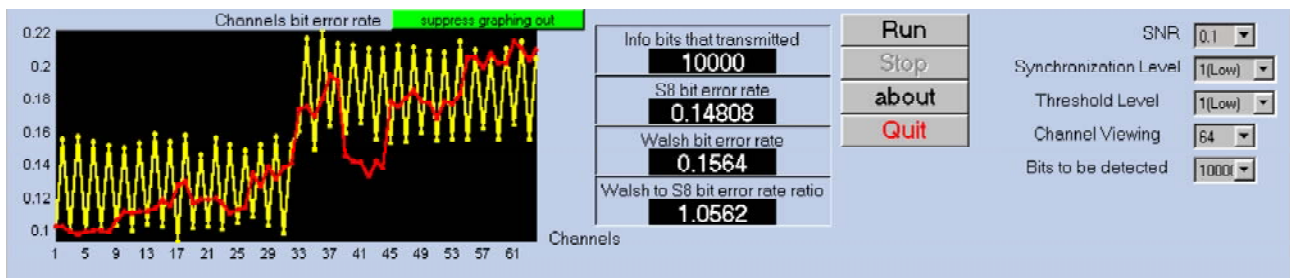 Channels bit error rate
suppress graphing out
0.22
0.2
0.18
0.16
0.14
0.12
0.1
1 5 9 13 17 21 25 29 33 37 41 45 49 53 57 61
Channels
Info bits that transmitted
10000
S8 bit error rate
0.14808
Walsh bit error rate
0.1564
Walsh to S8 bit error rate ratio
1.0562
Run
Stop
about
Quit
SNR 0.1
Synchronization Level 1(Low)
Threshold Level 1(Low)
Channel Viewing 64
Bits to be detected